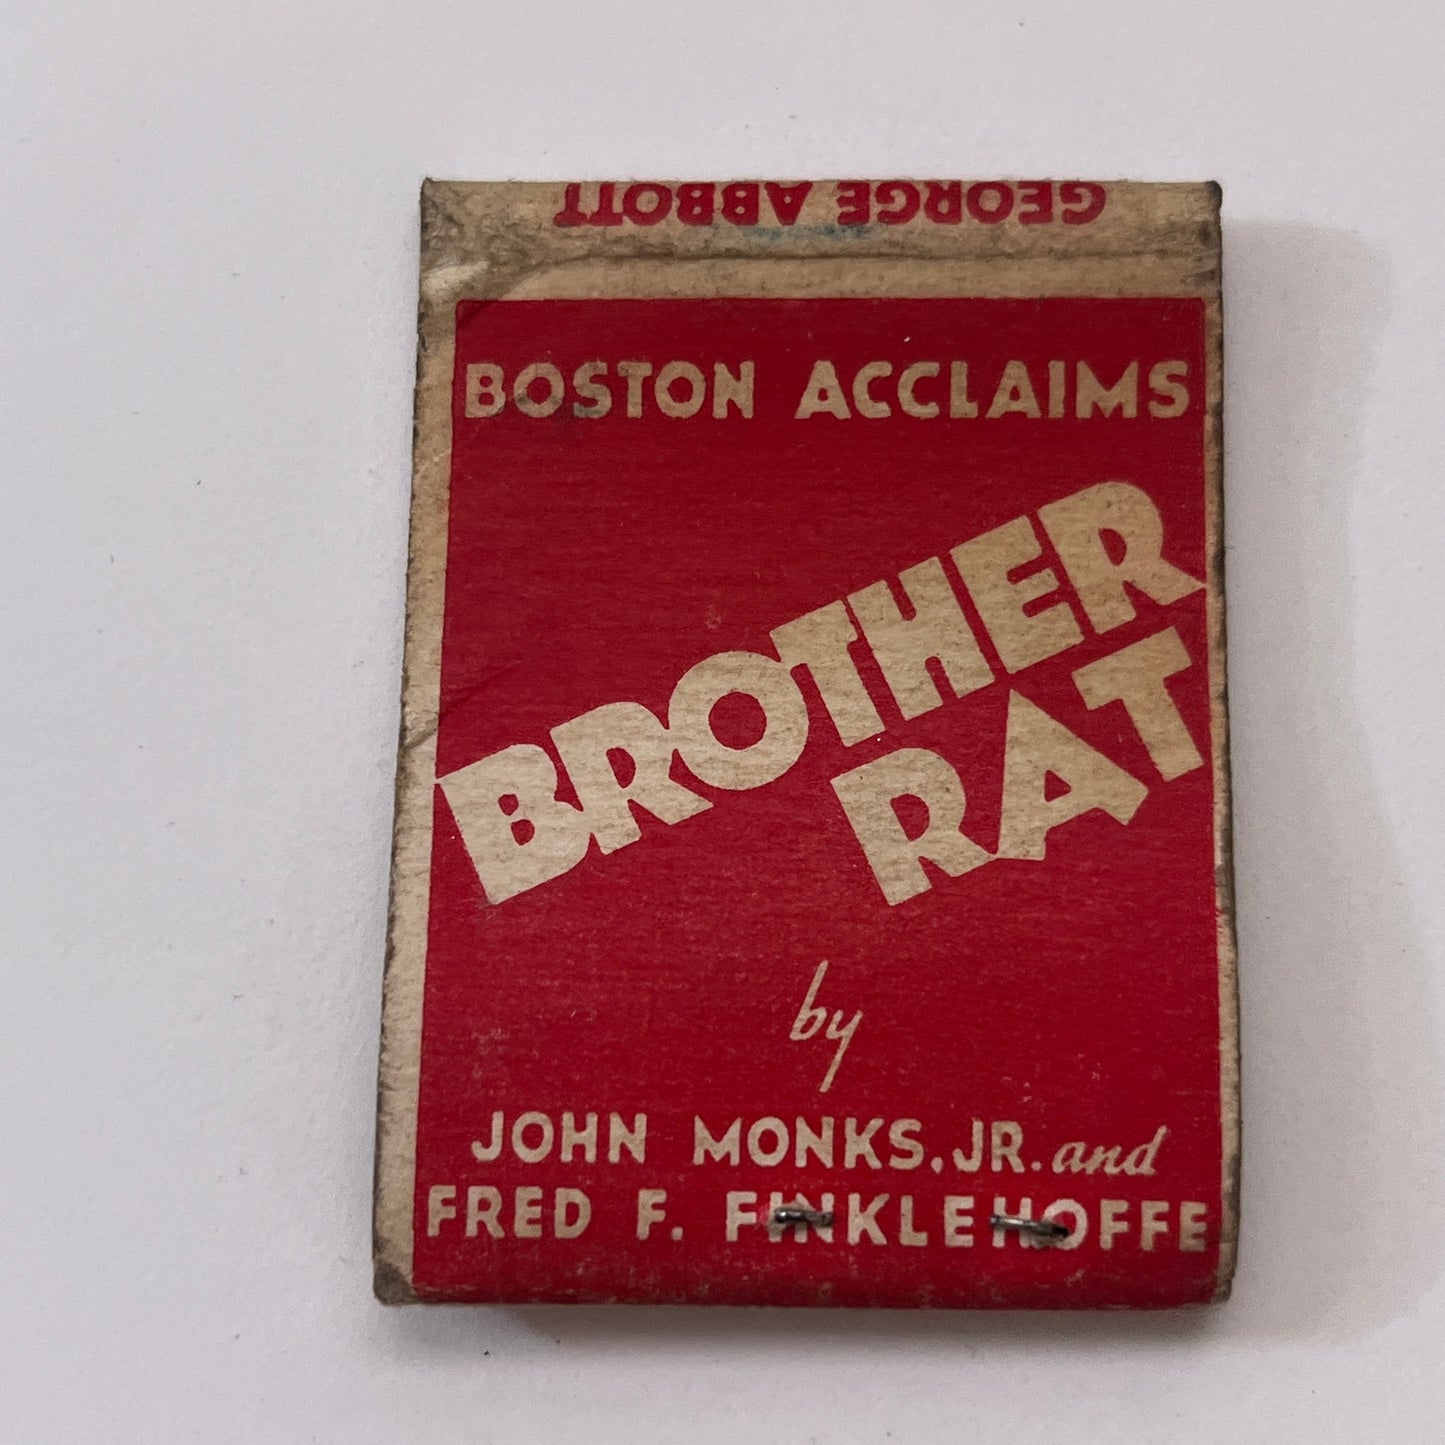 GEORGE ABBOTT
BOSTON ACCLAIMS
BROTHER
RAT
by
JOHN MONKS, JR. and
FRED F. FINKLEHOFFE